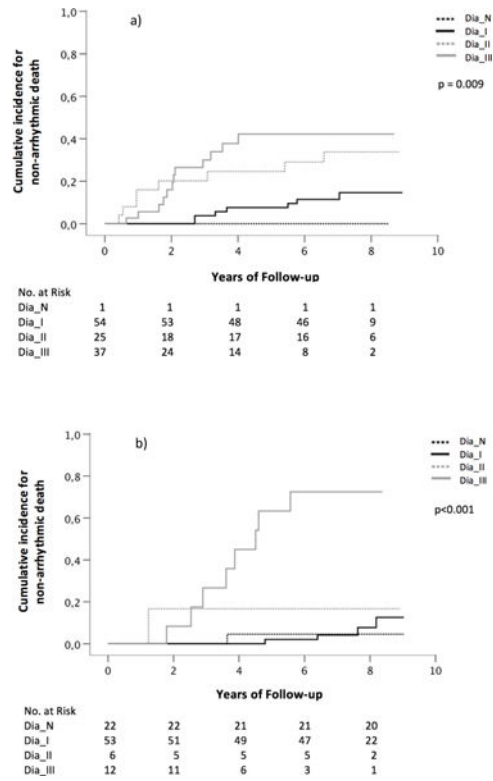 a)
Dia_N
Dia_I
Dia_II
Dia_III
p = 0.009
Cumulative incidence for
non-arrhythmic death
1,0
0,8
0,6
0,4
0,2
0,0
0 2 4 6 8 10
Years of Follow-up
No. at Risk
Dia_N 1 1 1 1 1
Dia_I 54 53 48 46 9
Dia_II 25 18 17 16 6
Dia_III 37 24 14 8 2
b)
Dia_N
Dia_I
Dia_II
Dia_III
p<0.001
Cumulative incidence for
non-arrhythmic death
1,0
0,8
0,6
0,4
0,2
0,0
0 2 4 6 8 10
Years of Follow-up
No. at Risk
Dia_N 22 22 21 21 20
Dia_I 53 51 49 47 22
Dia_II 6 5 5 5 2
Dia_III 12 11 6 3 1